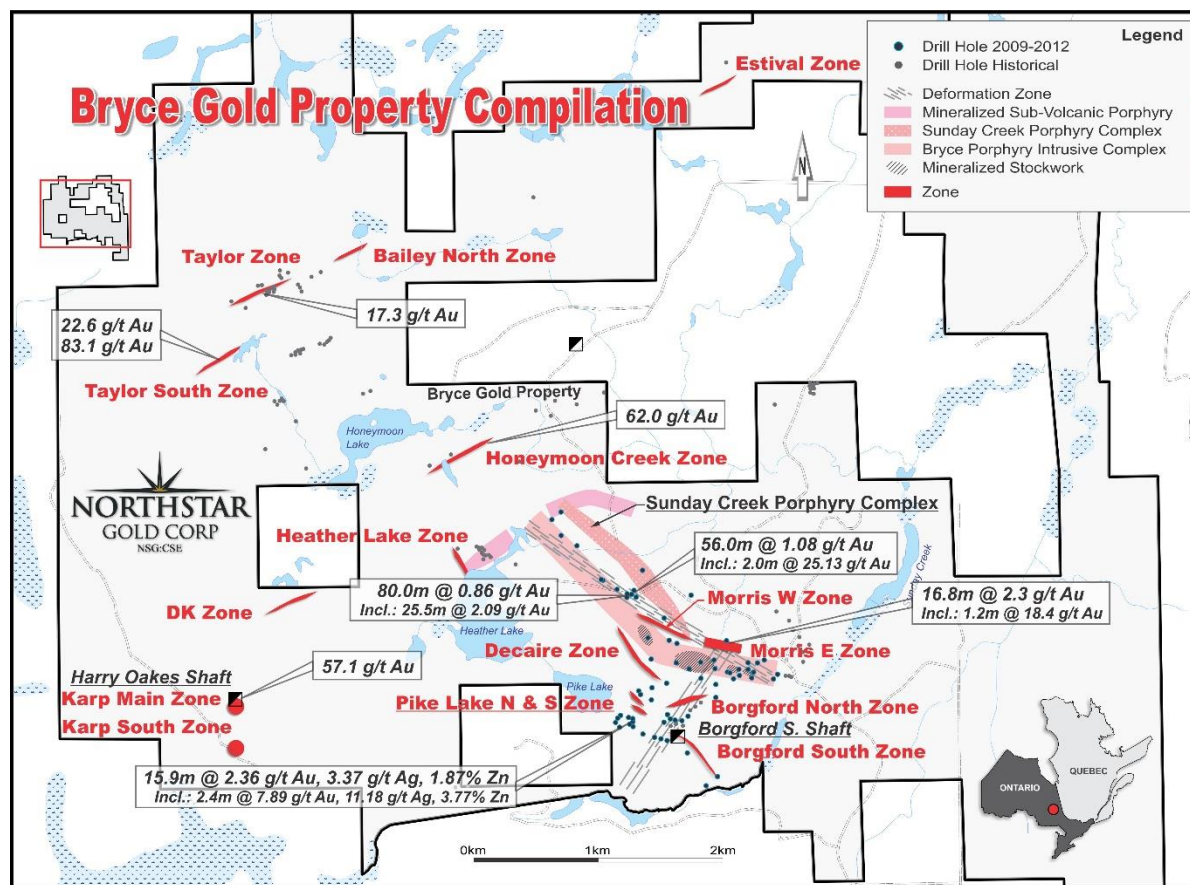 Bryce Gold Property Compilation
Legend
Drill Hole 2009-2012
Drill Hole Historical
Deformation Zone
Mineralized Sub-Volcanic Porphyry
Sunday Creek Porphyry Complex
Bryce Porphyry Intrusive Complex
Mineralized Stockwork
Zone
Estival Zone
N
Taylor Zone
Bailey North Zone
17.3 g/t Au
22.6 g/t Au
83.1 g/t Au
Taylor South Zone
Bryce Gold Property
62.0 g/t Au
Honeymoon
Lake
Honeymoon Creek Zone
NORTHSTAR
GOLD CORP
NSG:CSE
Sunday Creek Porphyry Complex
Heather Lake Zone
56.0m @ 1.08 g/t Au
Incl.: 2.0m @ 25.13 g/t Au
80.0m @ 0.86 g/t Au
Incl.: 25.5m @ 2.09 g/t Au
Sunday Creek
16.8m @ 2.3 g/t Au
Incl.: 1.2m @ 18.4 g/t Au
DK Zone
Morris W Zone
Heather Lake
Decaire Zone
Morris E Zone
57.1 g/t Au
Harry Oakes Shaft
Karp Main Zone
Karp South Zone
Pike Lake
Pike Lake N & S Zone
Borgford North Zone
Borgford S. Shaft
Borgford South Zone
15.9m @ 2.36 g/t Au, 3.37 g/t Ag, 1.87% Zn
Incl.: 2.4m @ 7.89 g/t Au, 11.18 g/t Ag, 3.77% Zn
QUEBEC
ONTARIO
0km 1km 2km